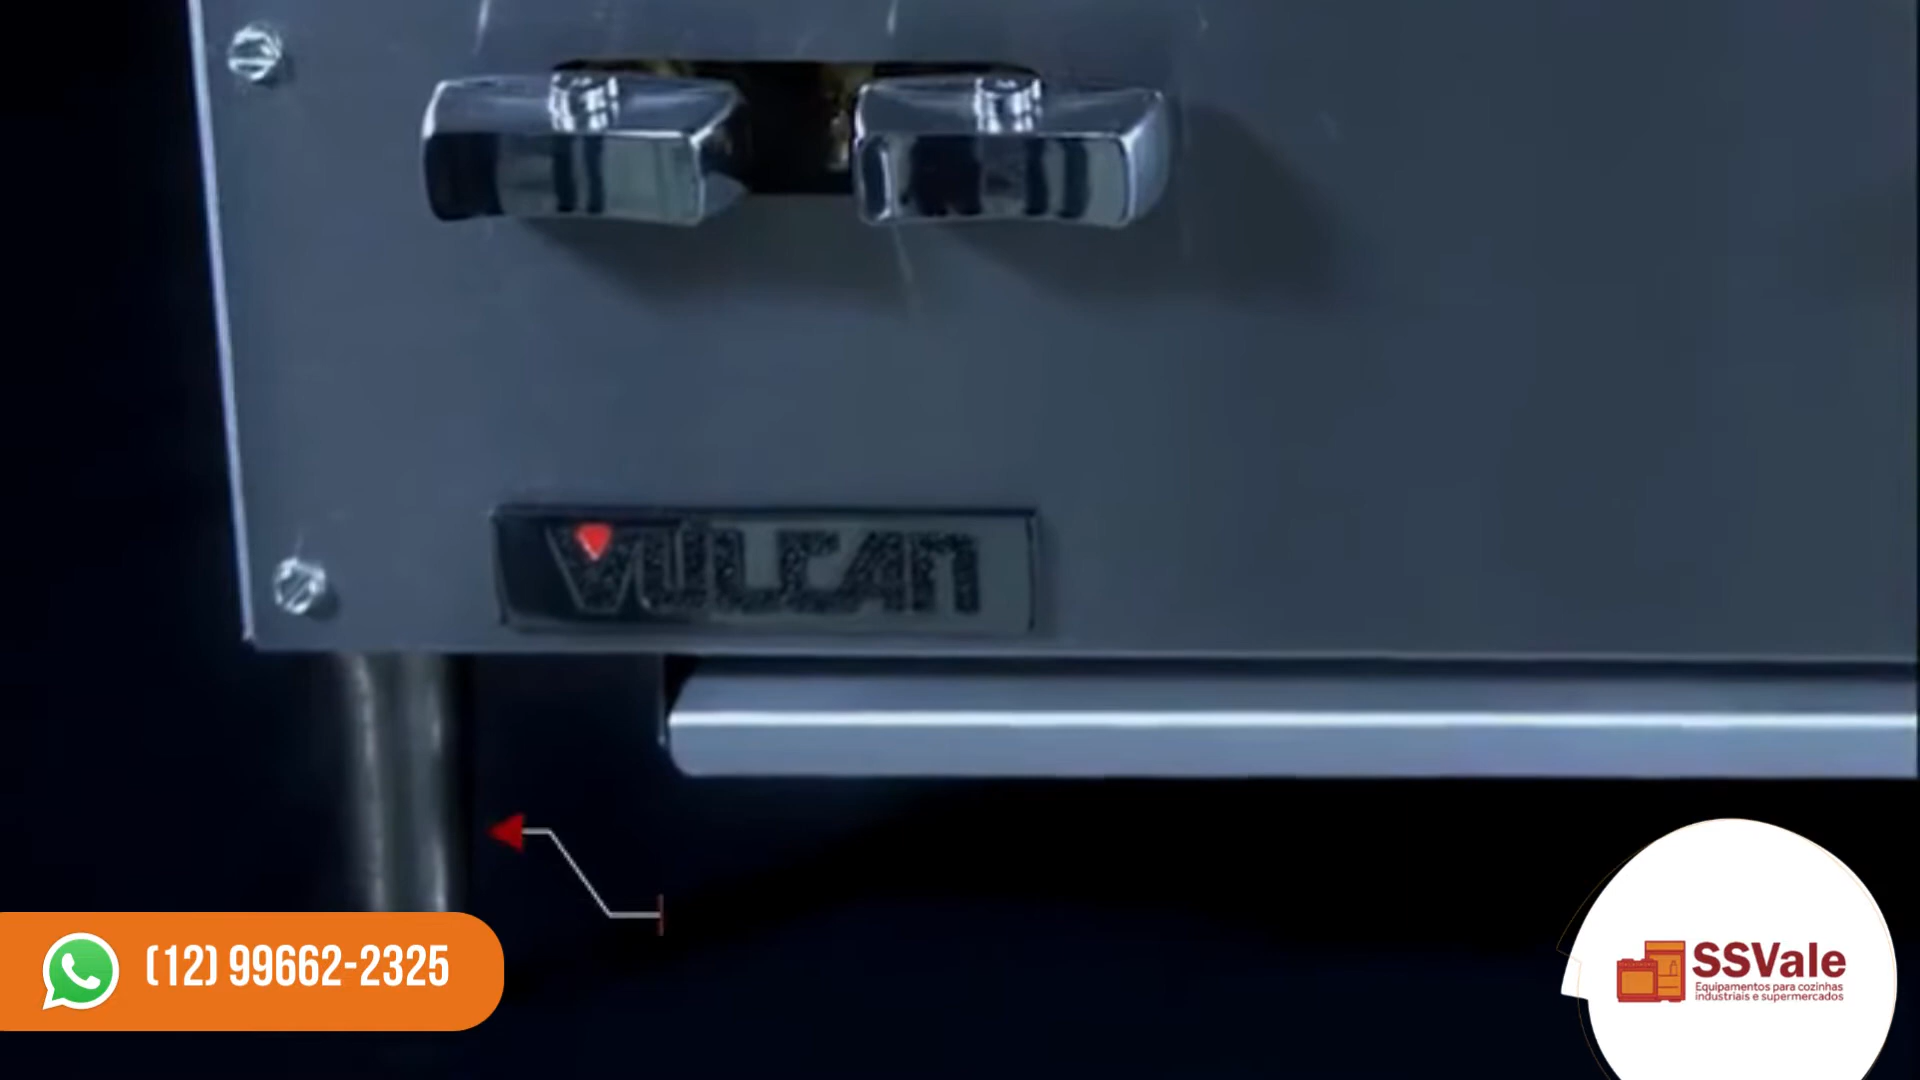 VULCAN
(12) 99662-2325
SSVale
Equipamentos para cozinhas
industriais e supermercados